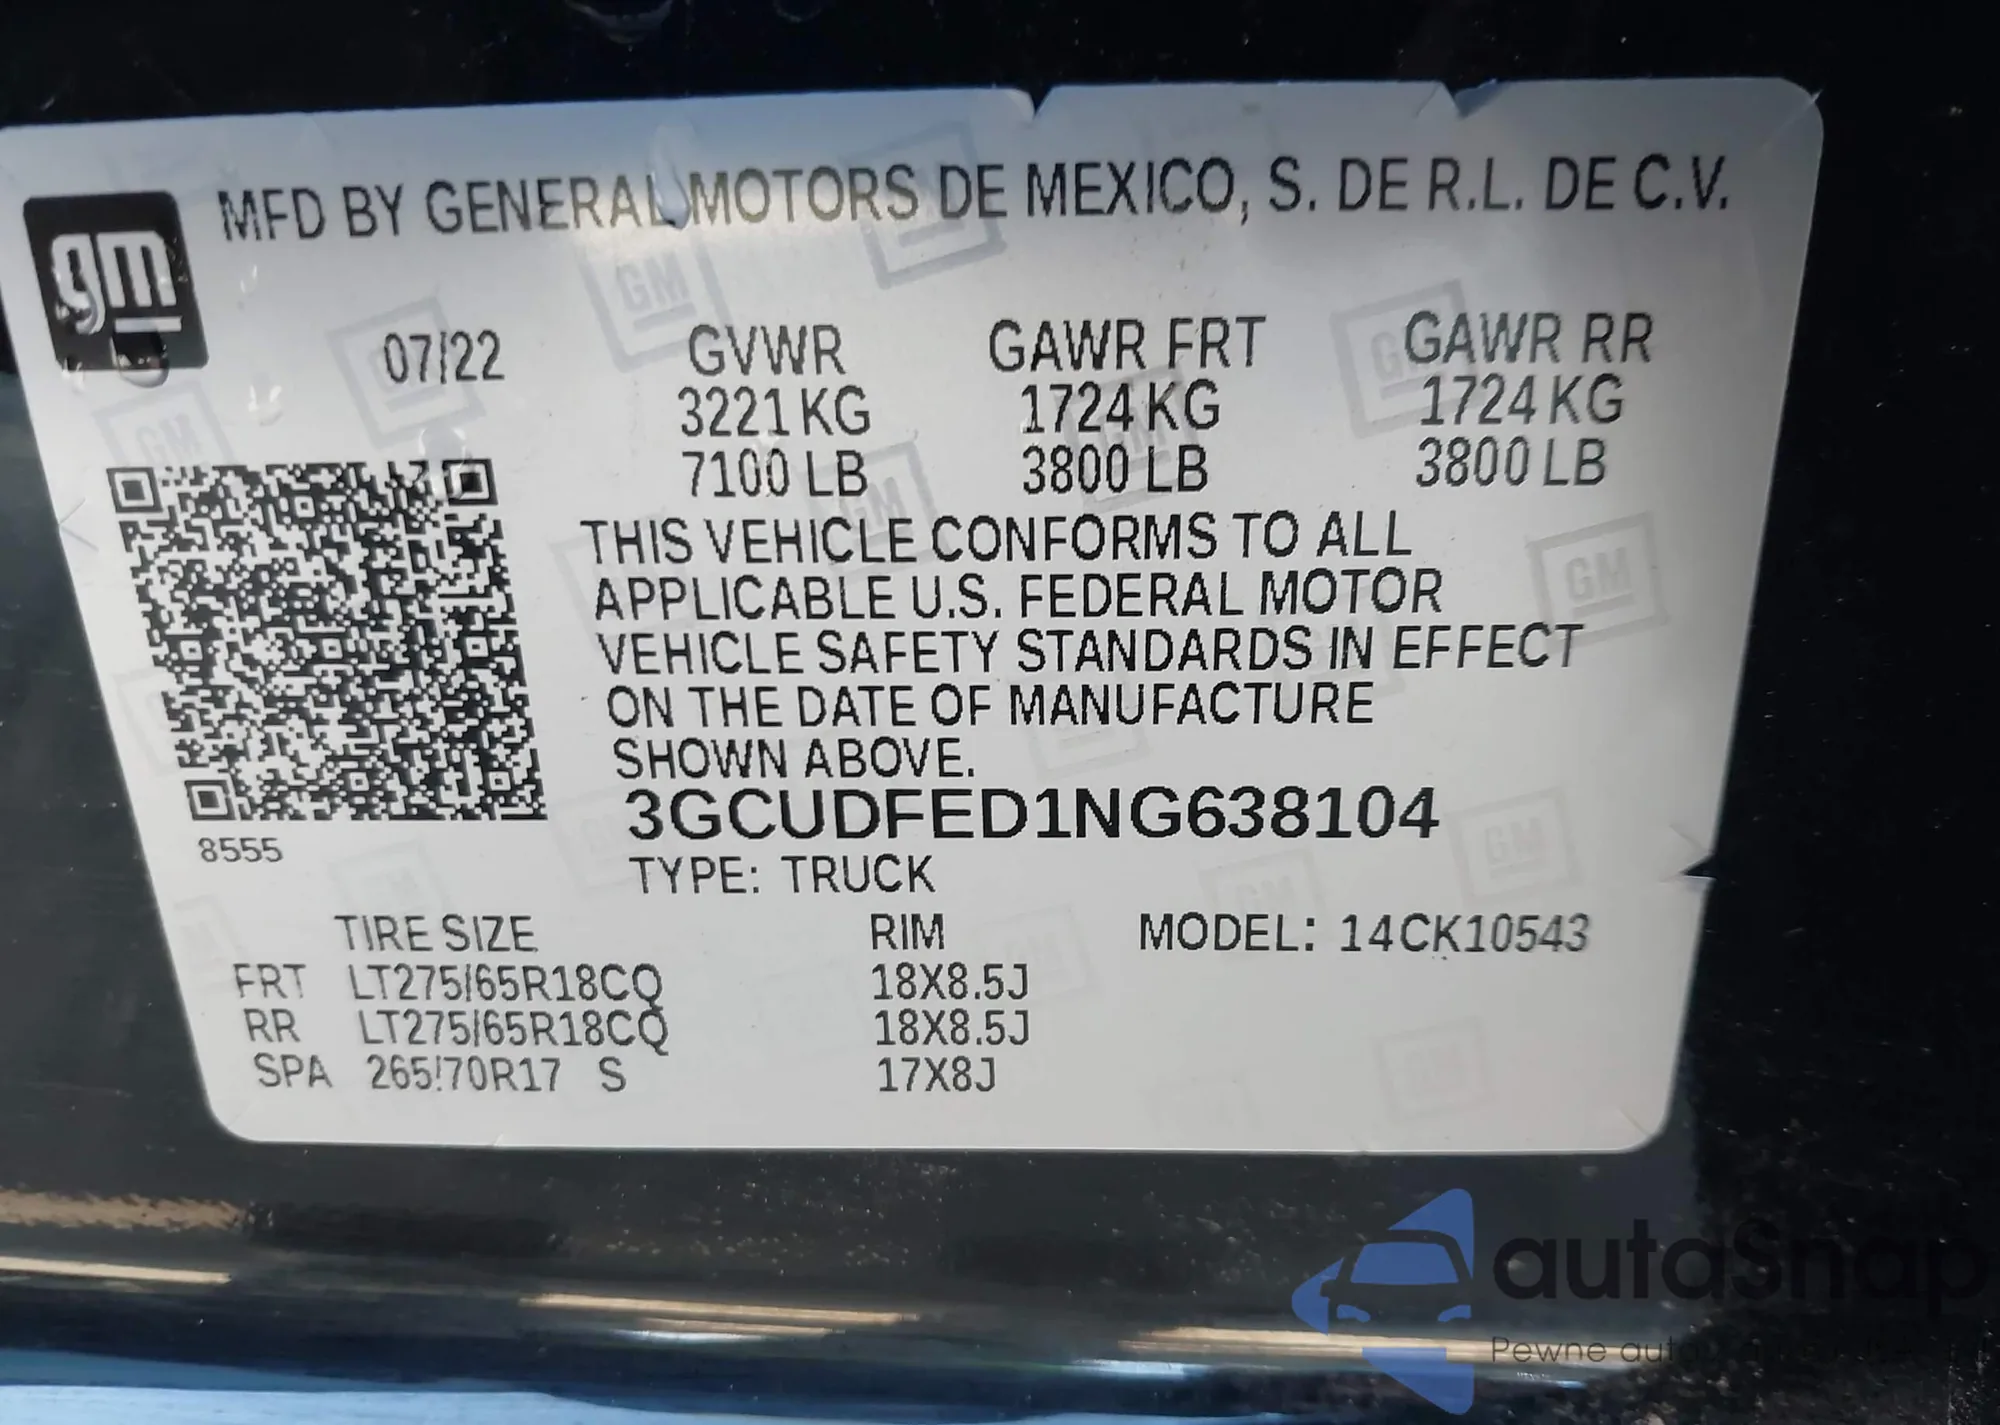 gm
MFD BY GENERAL MOTORS DE MEXICO, S. DE R.L. DE C.V.
07/22 GVWR GAWR FRT GAWR RR
3221 KG 1724 KG 1724 KG
7100 LB 3800 LB 3800 LB
THIS VEHICLE CONFORMS TO ALL
APPLICABLE U.S. FEDERAL MOTOR
VEHICLE SAFETY STANDARDS IN EFFECT
ON THE DATE OF MANUFACTURE
SHOWN ABOVE.
3GCUDFED1NG638104
8555
TYPE: TRUCK
TIRE SIZE RIM MODEL: 14CK10543
FRT LT275/65R18CQ 18X8.5J
RR LT275/65R18CQ 18X8.5J
SPA 265/70R17 S 17X8J
autaSnap
Pewne